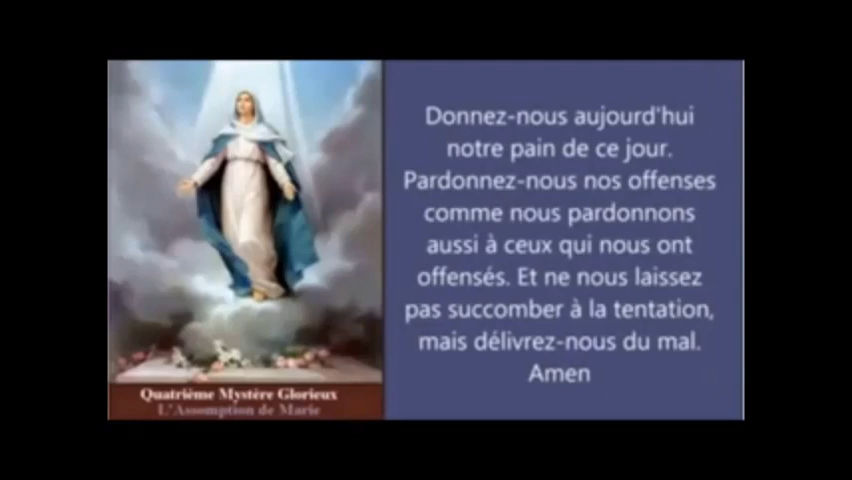 Donnez-nous aujourd'hui
notre pain de ce jour.
Pardonnez-nous nos offenses
comme nous pardonnons
aussi à ceux qui nous ont
offensés. Et ne nous laissez
pas succomber à la tentation,
mais délivrez-nous du mal.
Amen
Quatrième Mystère Glorieux
L'Assomption de Marie